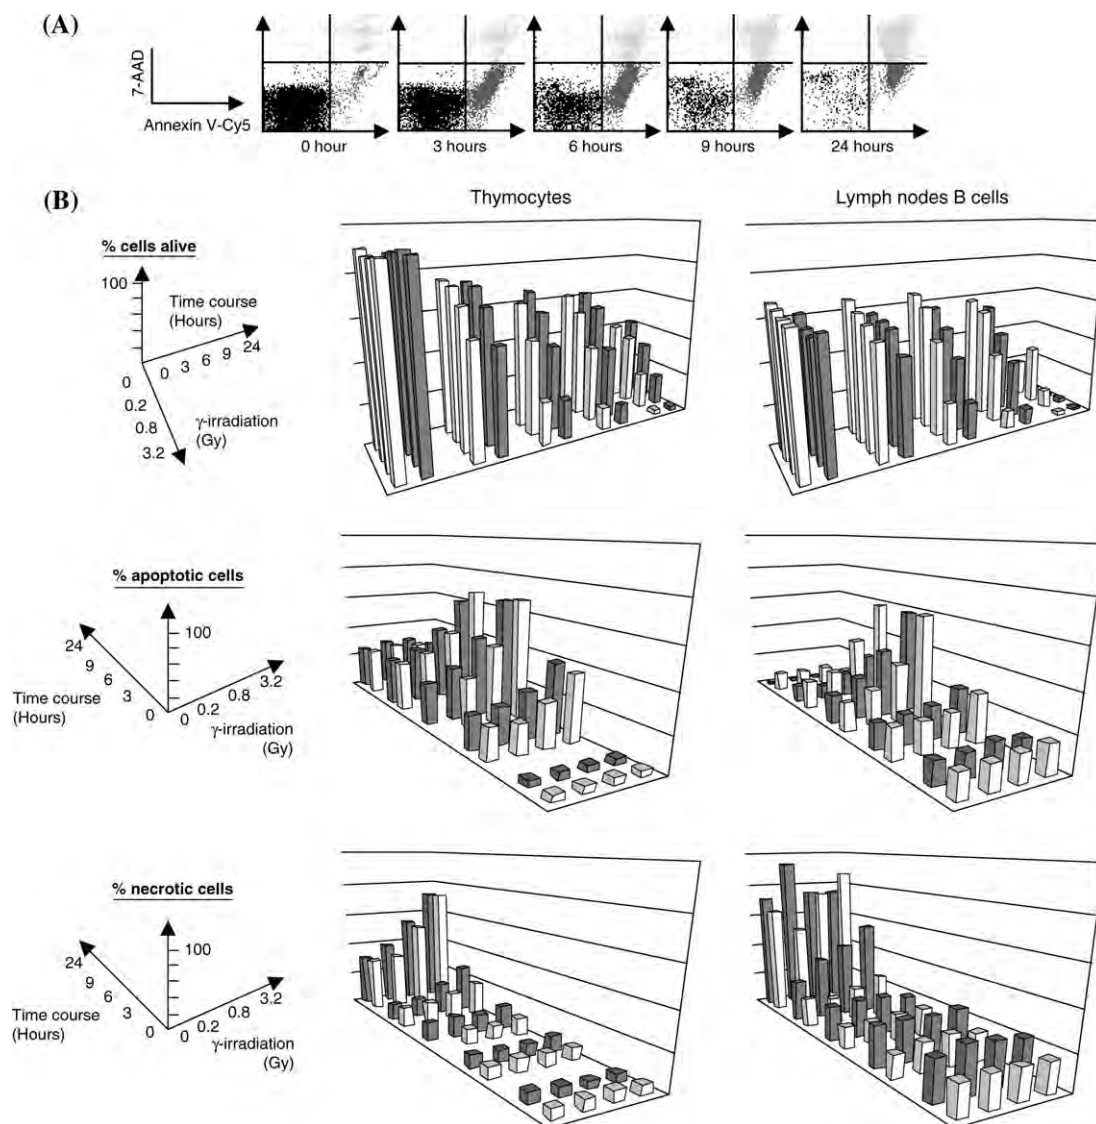 (A)
7-AAD
Annexin V-Cy5
0 hour
3 hours
6 hours
9 hours
24 hours
(B)
Thymocytes
Lymph nodes B cells
% cells alive
100
Time course
(Hours)
0 3 6 9 24
0
0.2
0.8
3.2
γ-irradiation
(Gy)
% apoptotic cells
100
24
9
6
3
0
Time course
(Hours)
0 0.2 0.8 3.2
γ-irradiation
(Gy)
% necrotic cells
100
24
9
6
3
0
Time course
(Hours)
0 0.2 0.8 3.2
γ-irradiation
(Gy)